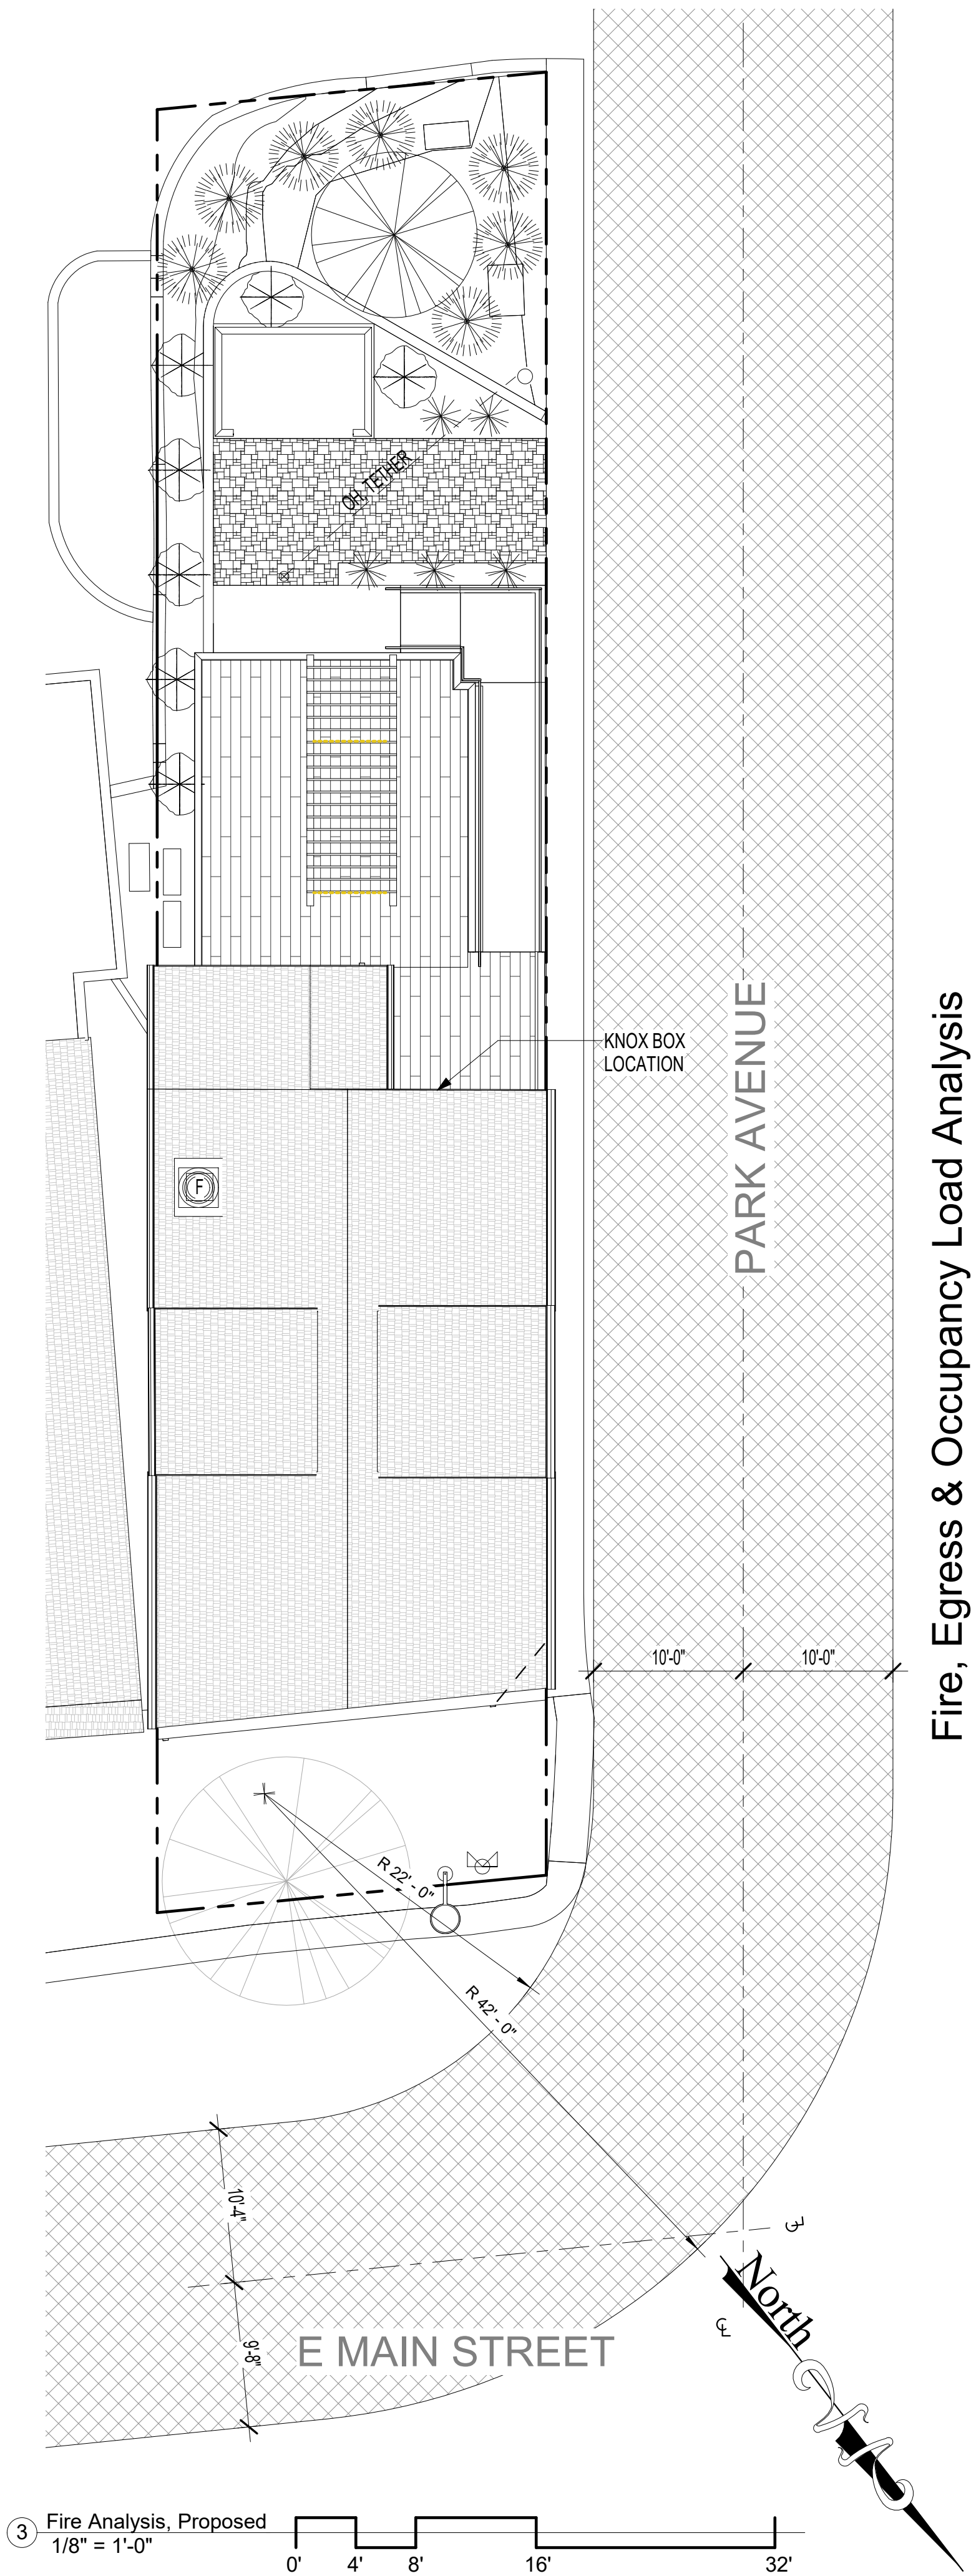 OH, TETHER
KNOX BOX
LOCATION
PARK AVENUE
Fire, Egress & Occupancy Load Analysis
F
10'-0"
10'-0"
R 22' - 0"
R 42' - 0"
10'-4"
9'-8"
E MAIN STREET
North
3
Fire Analysis, Proposed
1/8" = 1'-0"
0'
4'
8'
16'
32'